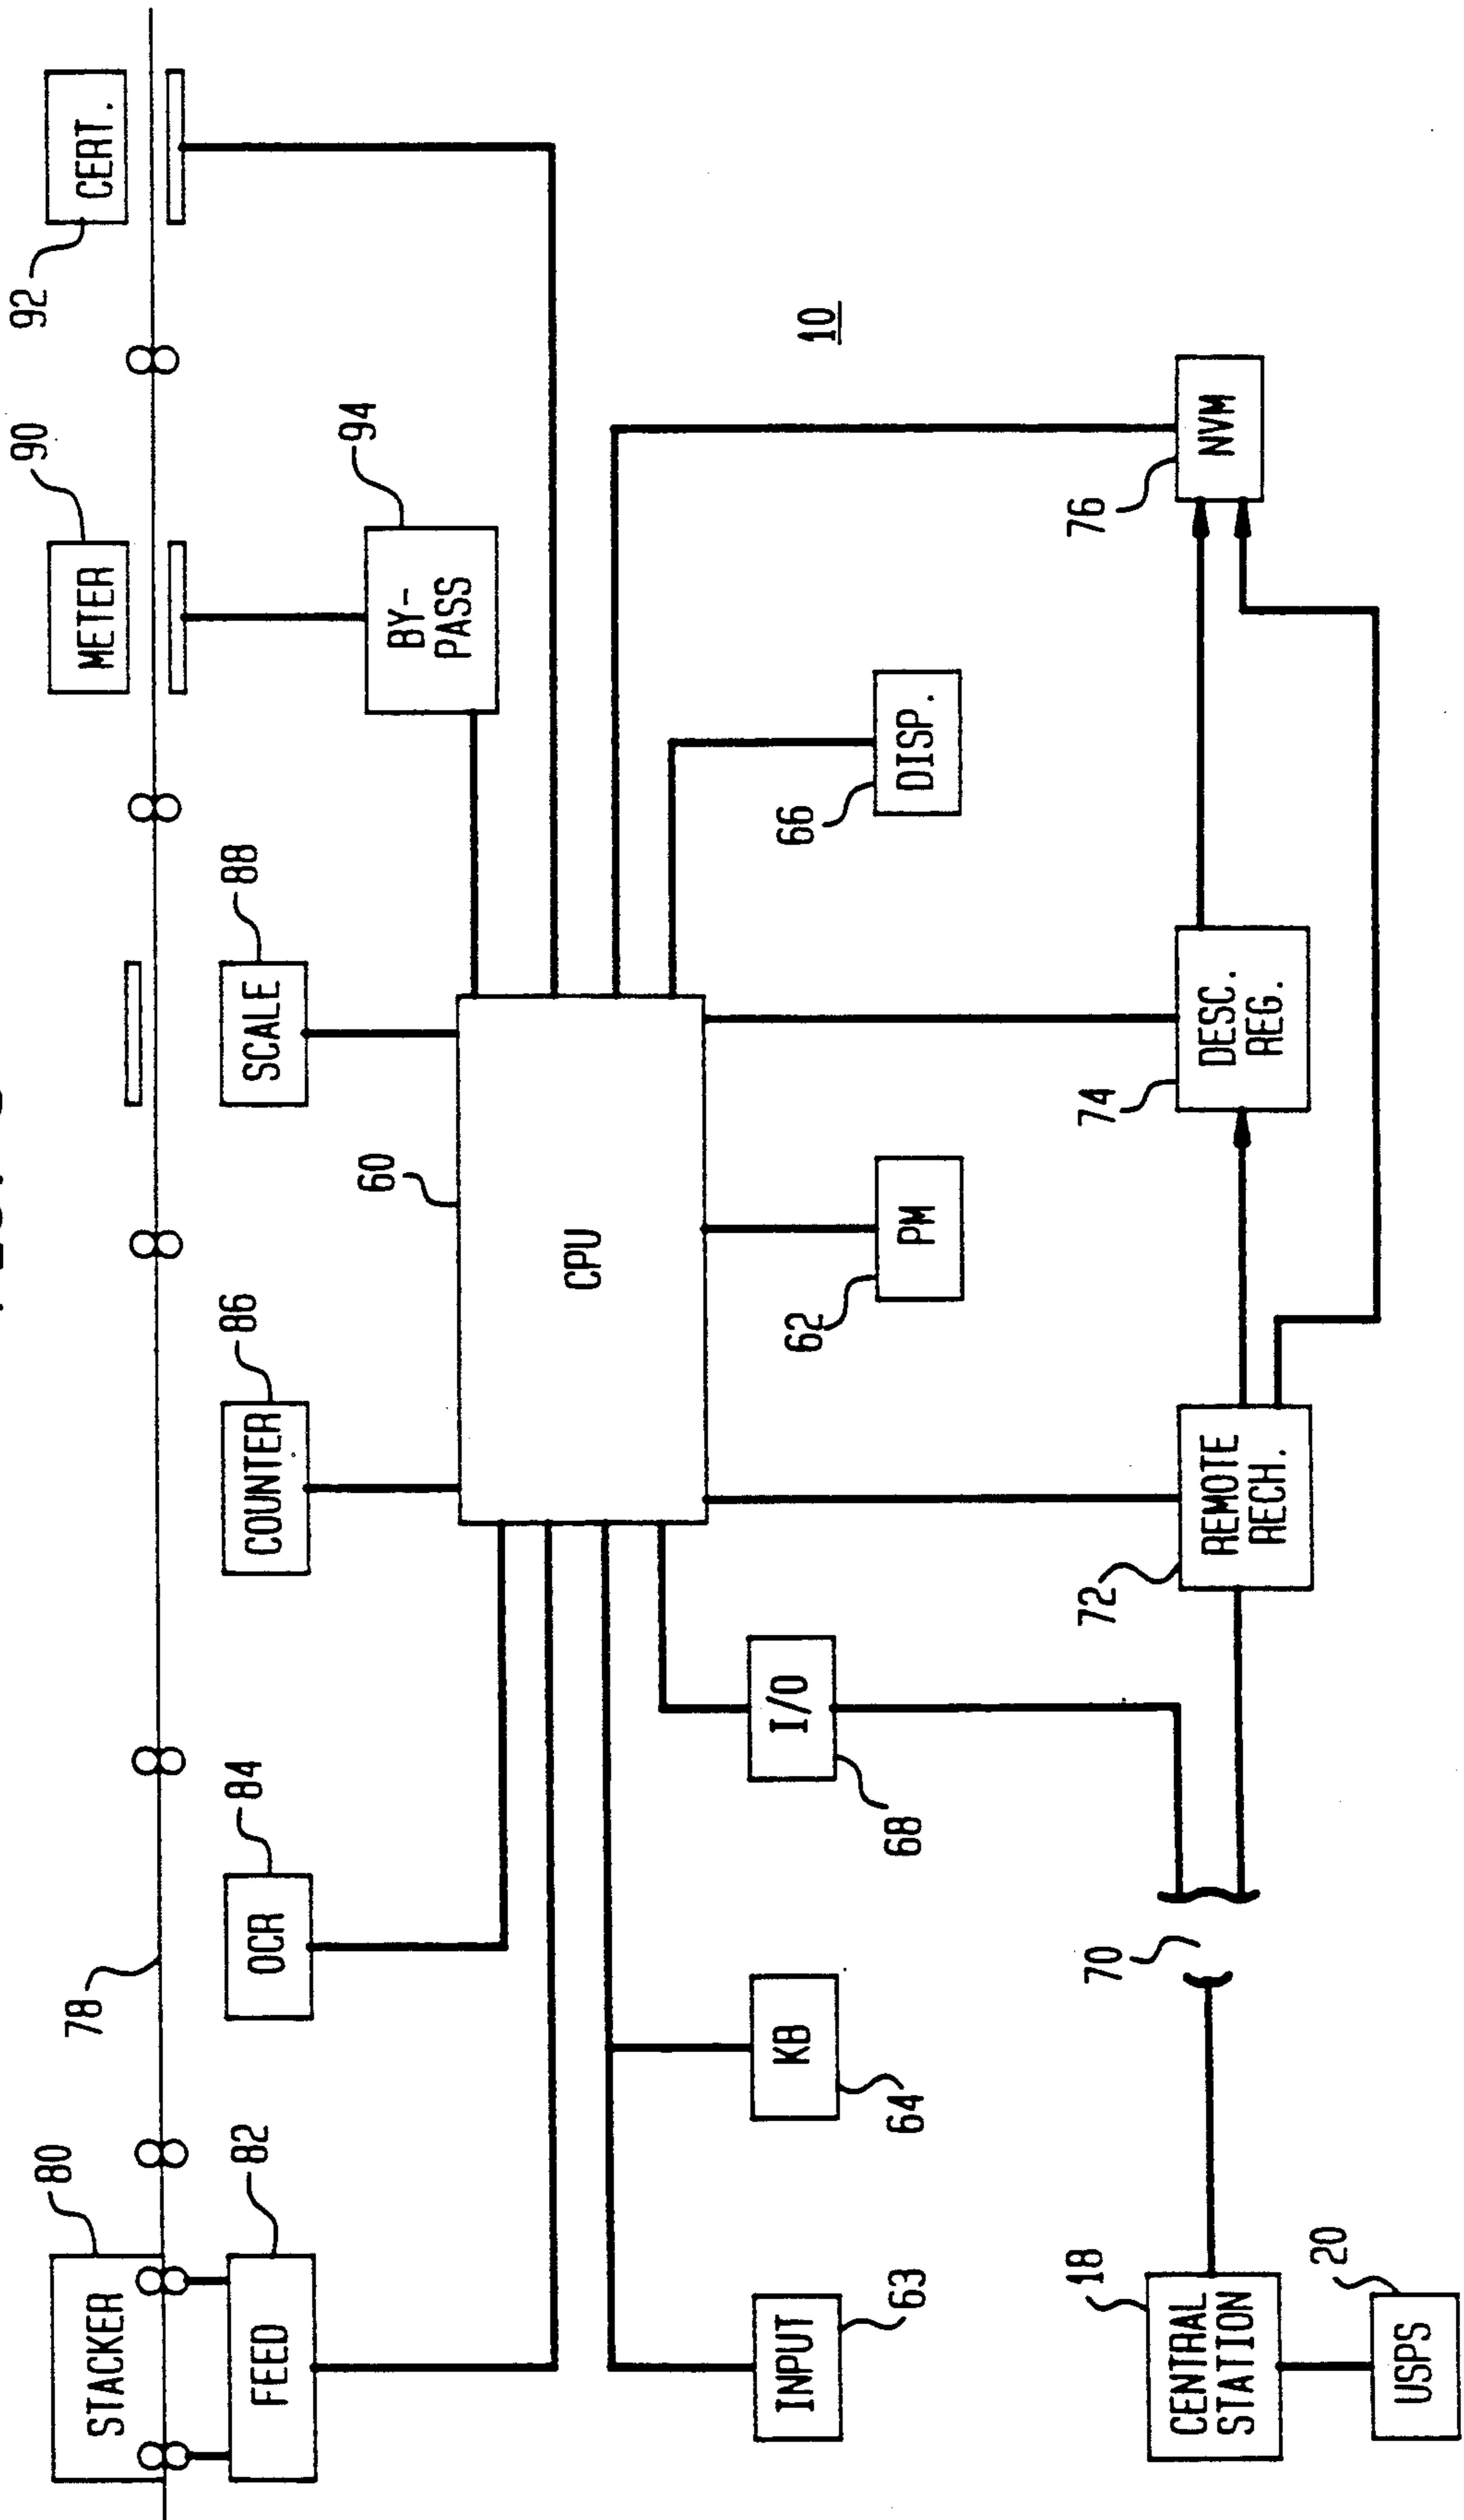 80
90
92
STACKER
METER
CERT.
78
82
84
86
88
FEED
OCR
COUNTER
SCALE
94
BY-
PASS
60
CPU
10
INPUT
63
KB
64
I/O
68
62
PM
66
DISP.
18
CENTRAL
STATION
70
72
REMOTE
RECH.
74
DESC.
REG.
76
NVM
20
USPS